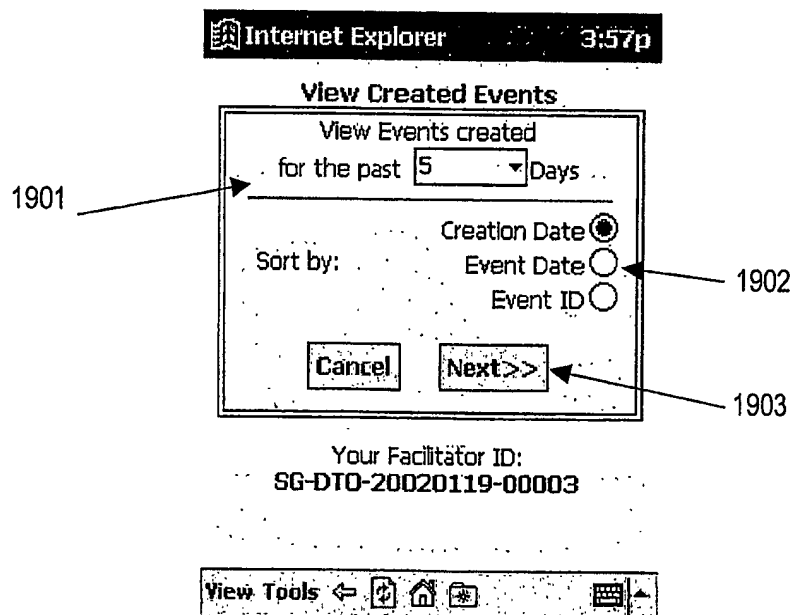 Internet Explorer 3:57p
View Created Events
View Events created
for the past 5 Days
1901
Creation Date
Sort by: Event Date
1902
Event ID
Cancel Next>>
1903
Your Facilitator ID:
SG-DTO-20020119-00003
View Tools